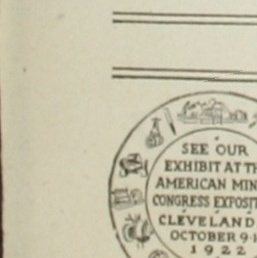 SEE OUR
EXHIBIT AT TH
AMERICAN MIN
CONGRESS EXPOSIT
CLEVELAND
OCTOBER 9-1
1922